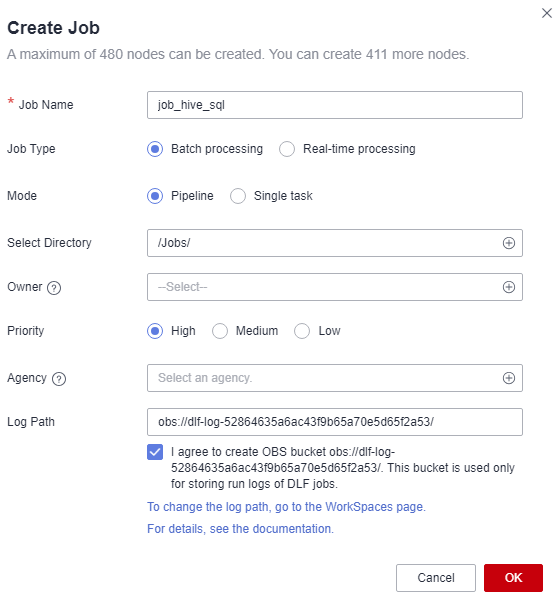 Create Job
A maximum of 480 nodes can be created. You can create 411 more nodes.
* Job Name job_hive_sql
Job Type Batch processing Real-time processing
Mode Pipeline Single task
Select Directory /Jobs/
Owner ? --Select--
Priority High Medium Low
Agency ? Select an agency.
Log Path obs://dlf-log-52864635a6ac43f9b65a70e5d65f2a53/
I agree to create OBS bucket obs://dlf-log-
52864635a6ac43f9b65a70e5d65f2a53/. This bucket is used only
for storing run logs of DLF jobs.
To change the log path, go to the WorkSpaces page.
For details, see the documentation.
Cancel OK